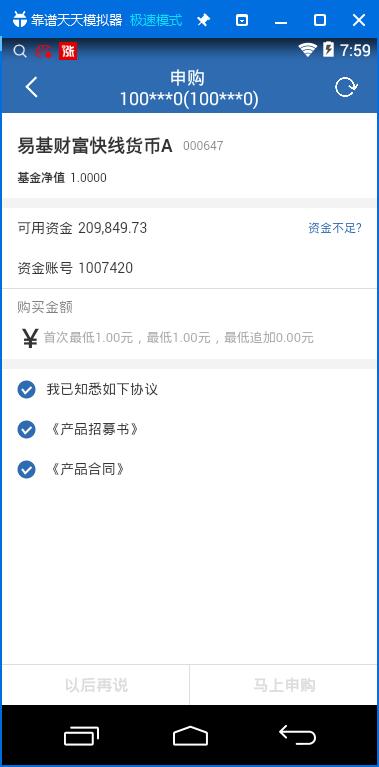 靠谱天天模拟器 极速模式
涨 7:59
申购
100***0(100***0)
易基财富快线货币A 000647
基金净值 1.0000
可用资金 209,849.73 资金不足?
资金账号 1007420
购买金额
¥ 首次最低1.00元，最低1.00元，最低追加0.00元
我已知悉如下协议
《产品招募书》
《产品合同》
以后再说 马上申购